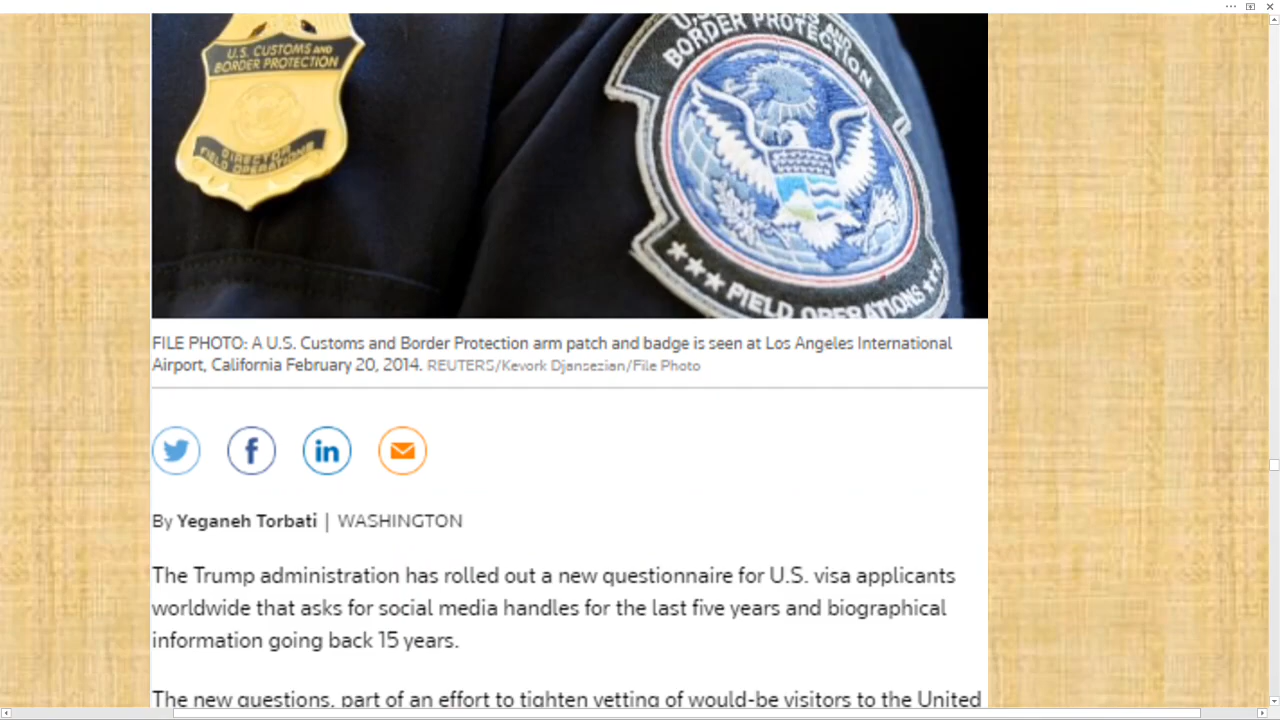 U.S. CUSTOMS AND
BORDER PROTECTION
DIRECTOR
FIELD OPERATIONS
BORDER PROTECTION
FIELD OPERATIONS
FILE PHOTO: A U.S. Customs and Border Protection arm patch and badge is seen at Los Angeles International
Airport, California February 20, 2014. REUTERS/Kevork Djansezian/File Photo
By Yeganeh Torbati | WASHINGTON
The Trump administration has rolled out a new questionnaire for U.S. visa applicants
worldwide that asks for social media handles for the last five years and biographical
information going back 15 years.
The new questions, part of an effort to tighten vetting of would-be visitors to the United